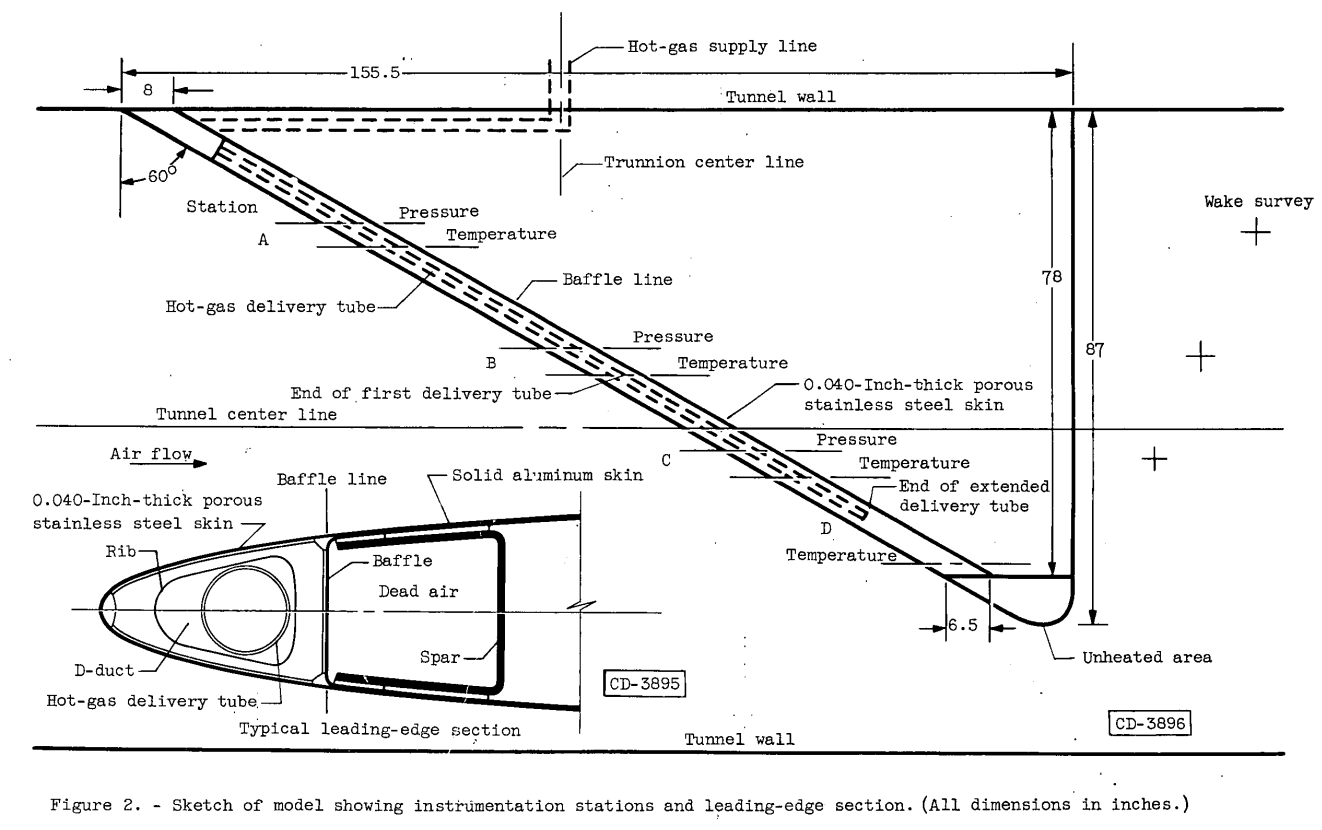 Hot-gas supply line
155.5
8
Tunnel wall
Trunnion center line
60°
Station
Pressure
Wake survey
A
Temperature
Baffle line
78
Hot-gas delivery tube
Pressure
B
Temperature
87
End of first delivery tube
0.040-Inch-thick porous
stainless steel skin
Tunnel center line
Pressure
Air flow
C
Temperature
Baffle line
Solid aluminum skin
End of extended
delivery tube
0.040-Inch-thick porous
stainless steel skin
D
Rib
Temperature
Baffle
Dead air
6.5
Spar
Unheated area
D-duct
CD-3895
Hot-gas delivery tube
CD-3896
Typical leading-edge section
Tunnel wall
Figure 2. - Sketch of model showing instrumentation stations and leading-edge section. (All dimensions in inches.)